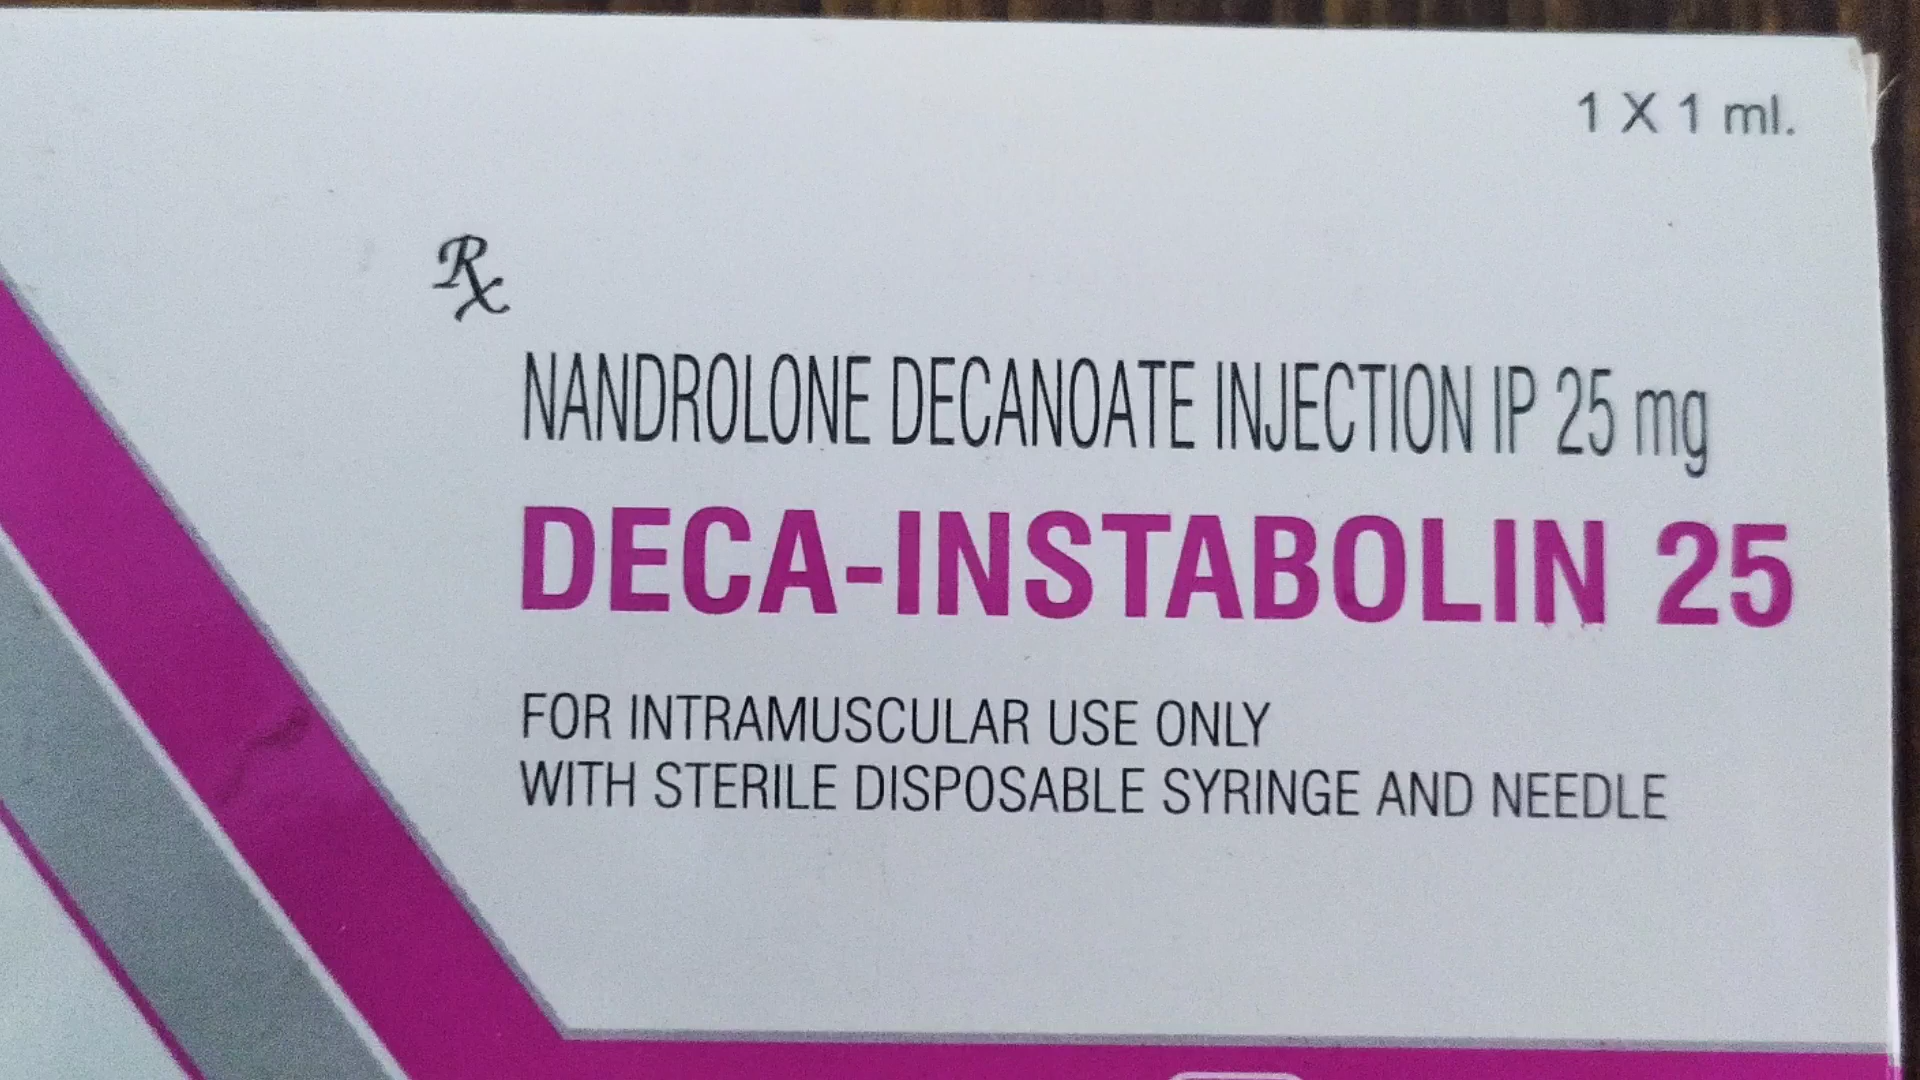 1 X 1 ml.
Rx
NANDROLONE DECANOATE INJECTION IP 25 mg
DECA-INSTABOLIN 25
FOR INTRAMUSCULAR USE ONLY
WITH STERILE DISPOSABLE SYRINGE AND NEEDLE